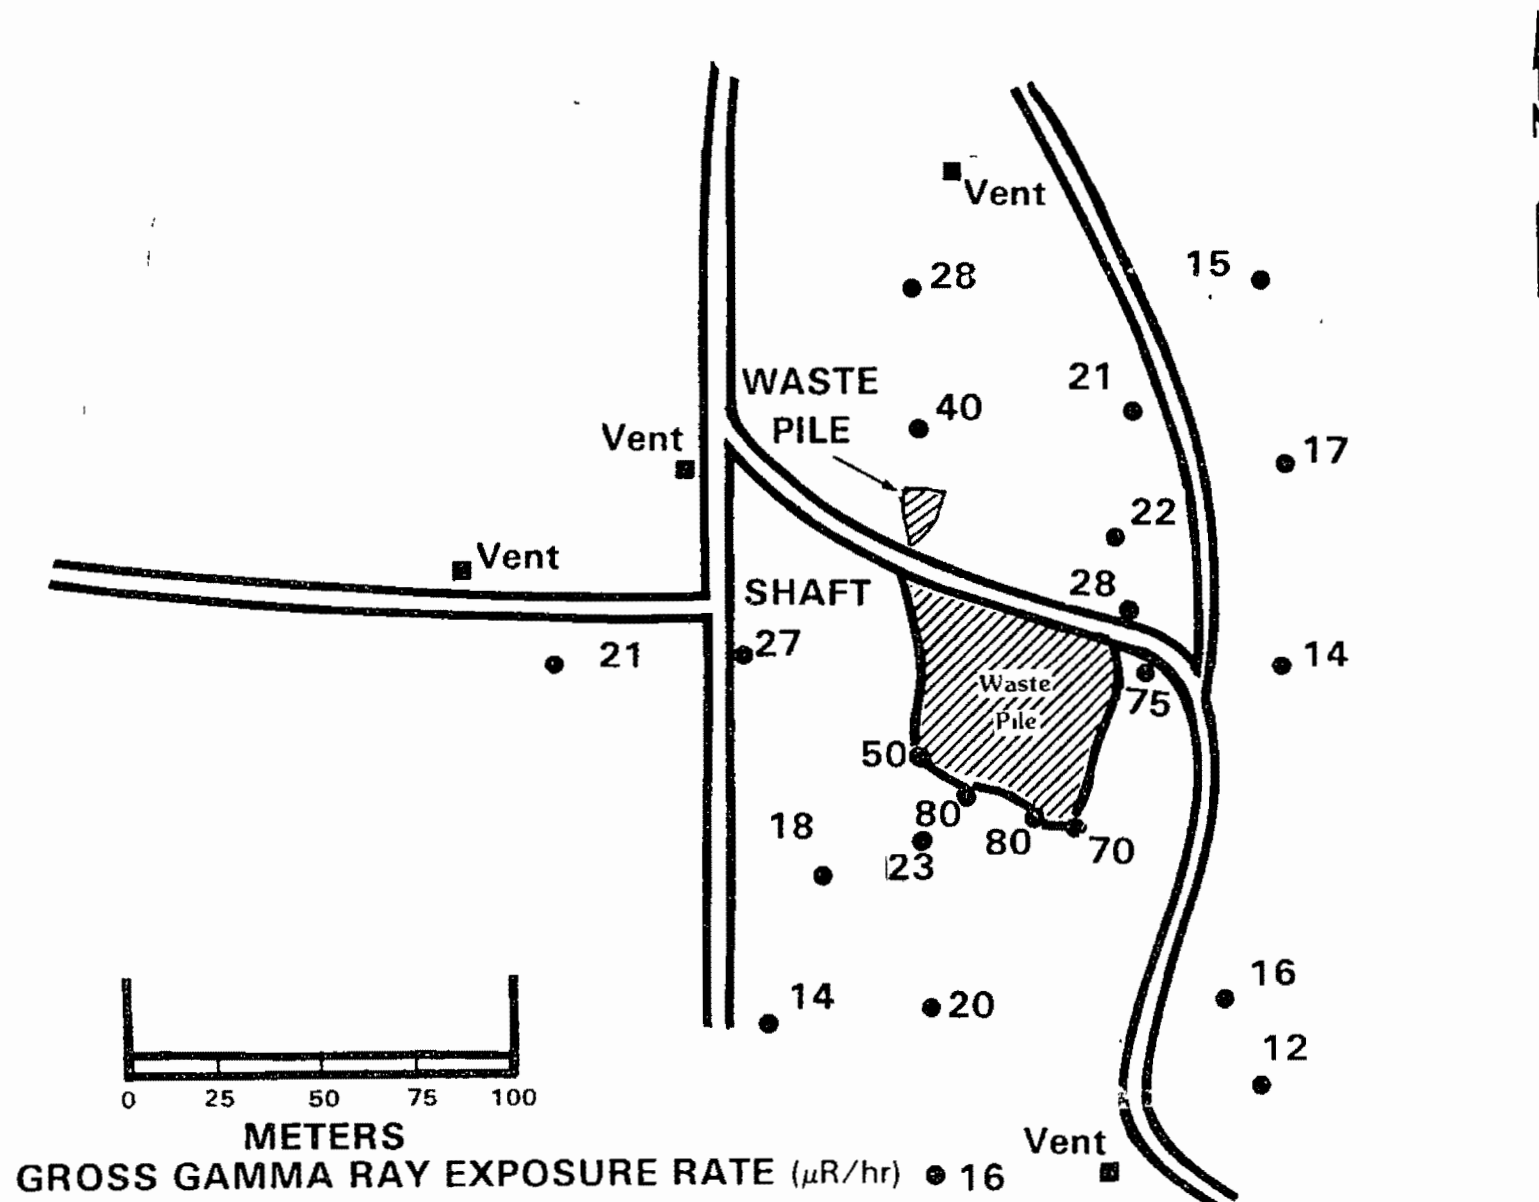 Vent
15
28
21
WASTE
PILE
40
Vent
17
22
Vent
28
SHAFT
21
27
14
Waste
Pile
75
50
80
18
80
70
23
16
14
20
12
0 25 50 75 100
METERS
Vent
GROSS GAMMA RAY EXPOSURE RATE (μR/hr) 16